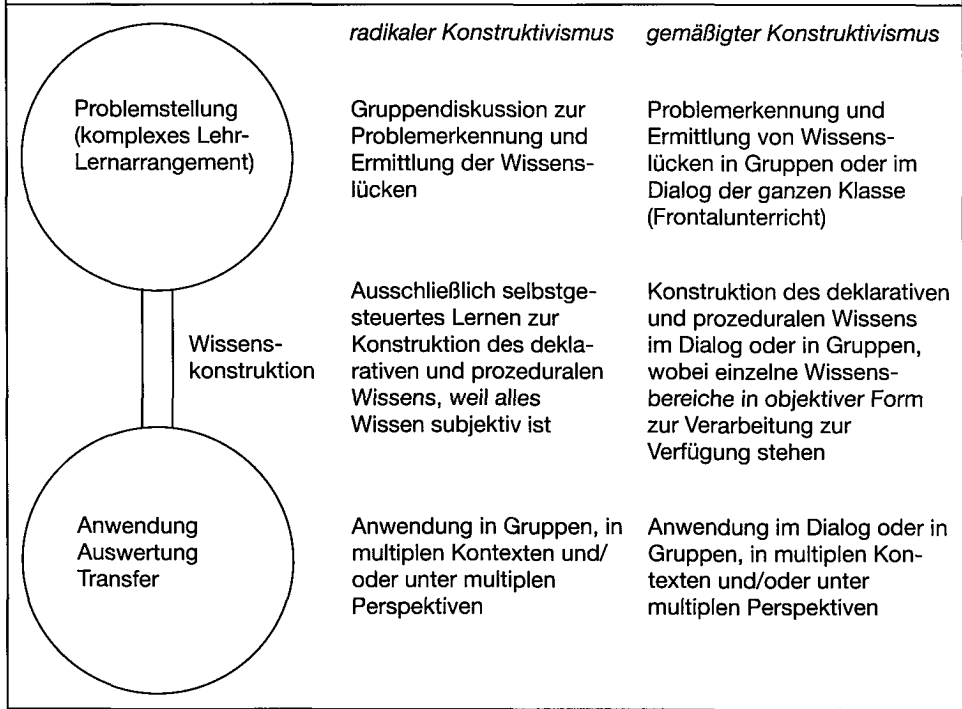 radikaler Konstruktivismus
gemäßigter Konstruktivismus
Problemstellung
(komplexes Lehr-
Lernarrangement)
Gruppendiskussion zur
Problemerkennung und
Ermittlung der Wissens-
lücken
Problemerkennung und
Ermittlung von Wissens-
lücken in Gruppen oder im
Dialog der ganzen Klasse
(Frontalunterricht)
Wissens-
konstruktion
Ausschließlich selbstge-
steuertes Lernen zur
Konstruktion des dekla-
rativen und prozeduralen
Wissens, weil alles
Wissen subjektiv ist
Konstruktion des deklarativen
und prozeduralen Wissens
im Dialog oder in Gruppen,
wobei einzelne Wissens-
bereiche in objektiver Form
zur Verarbeitung zur
Verfügung stehen
Anwendung
Auswertung
Transfer
Anwendung in Gruppen, in
multiplen Kontexten und/
oder unter multiplen
Perspektiven
Anwendung im Dialog oder in
Gruppen, in multiplen Kon-
texten und/oder unter
multiplen Perspektiven